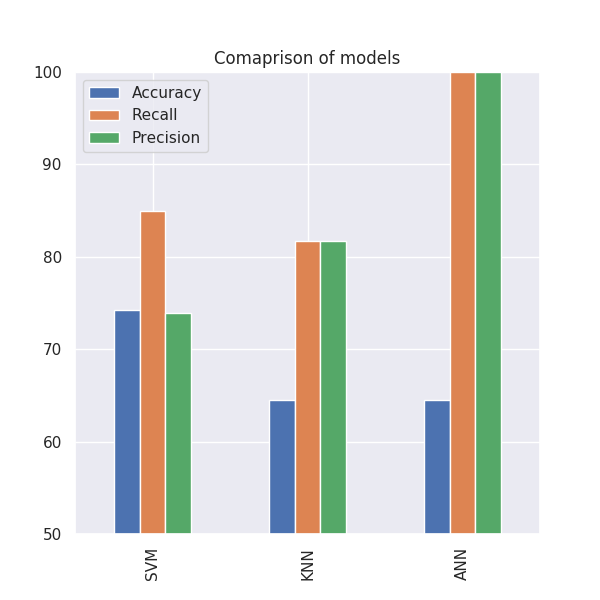 Comaprison of models
100
90
80
70
60
50
Accuracy
Recall
Precision
SVM
KNN
ANN